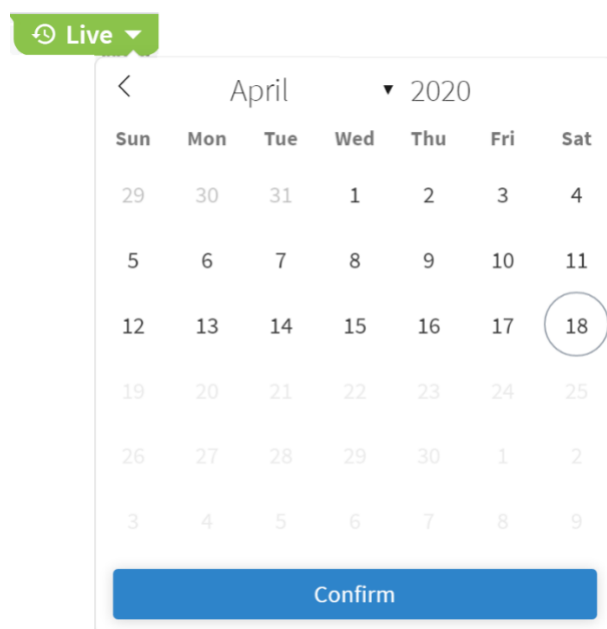 Live
April 2020
Sun Mon Tue Wed Thu Fri Sat
29 30 31 1 2 3 4
5 6 7 8 9 10 11
12 13 14 15 16 17 18
19 20 21 22 23 24 25
26 27 28 29 30 1 2
3 4 5 6 7 8 9
Confirm